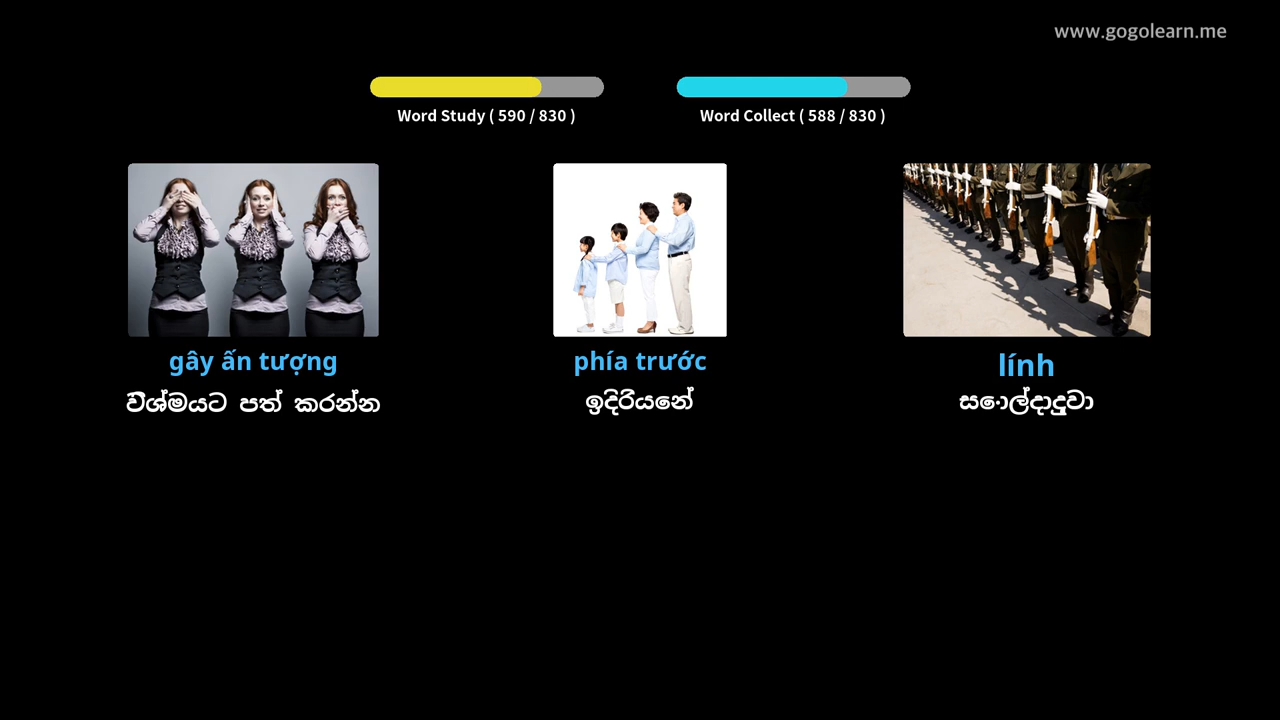 www.gogolearn.me
Word Study ( 590 / 830 )
Word Collect ( 588 / 830 )
gây ấn tượng
විශ්මයට පත් කරන්න
phía trước
ඉදිරියනේ
lính
සොල්දාදුවා